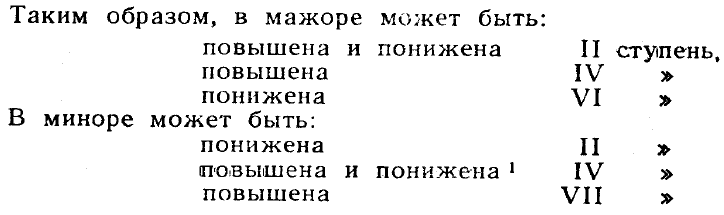 Таким образом, в мажоре может быть:
повышена и понижена II ступень,
повышена IV »
понижена VI »
В миноре может быть:
понижена II »
повышена и понижена ¹ IV »
повышена VII »